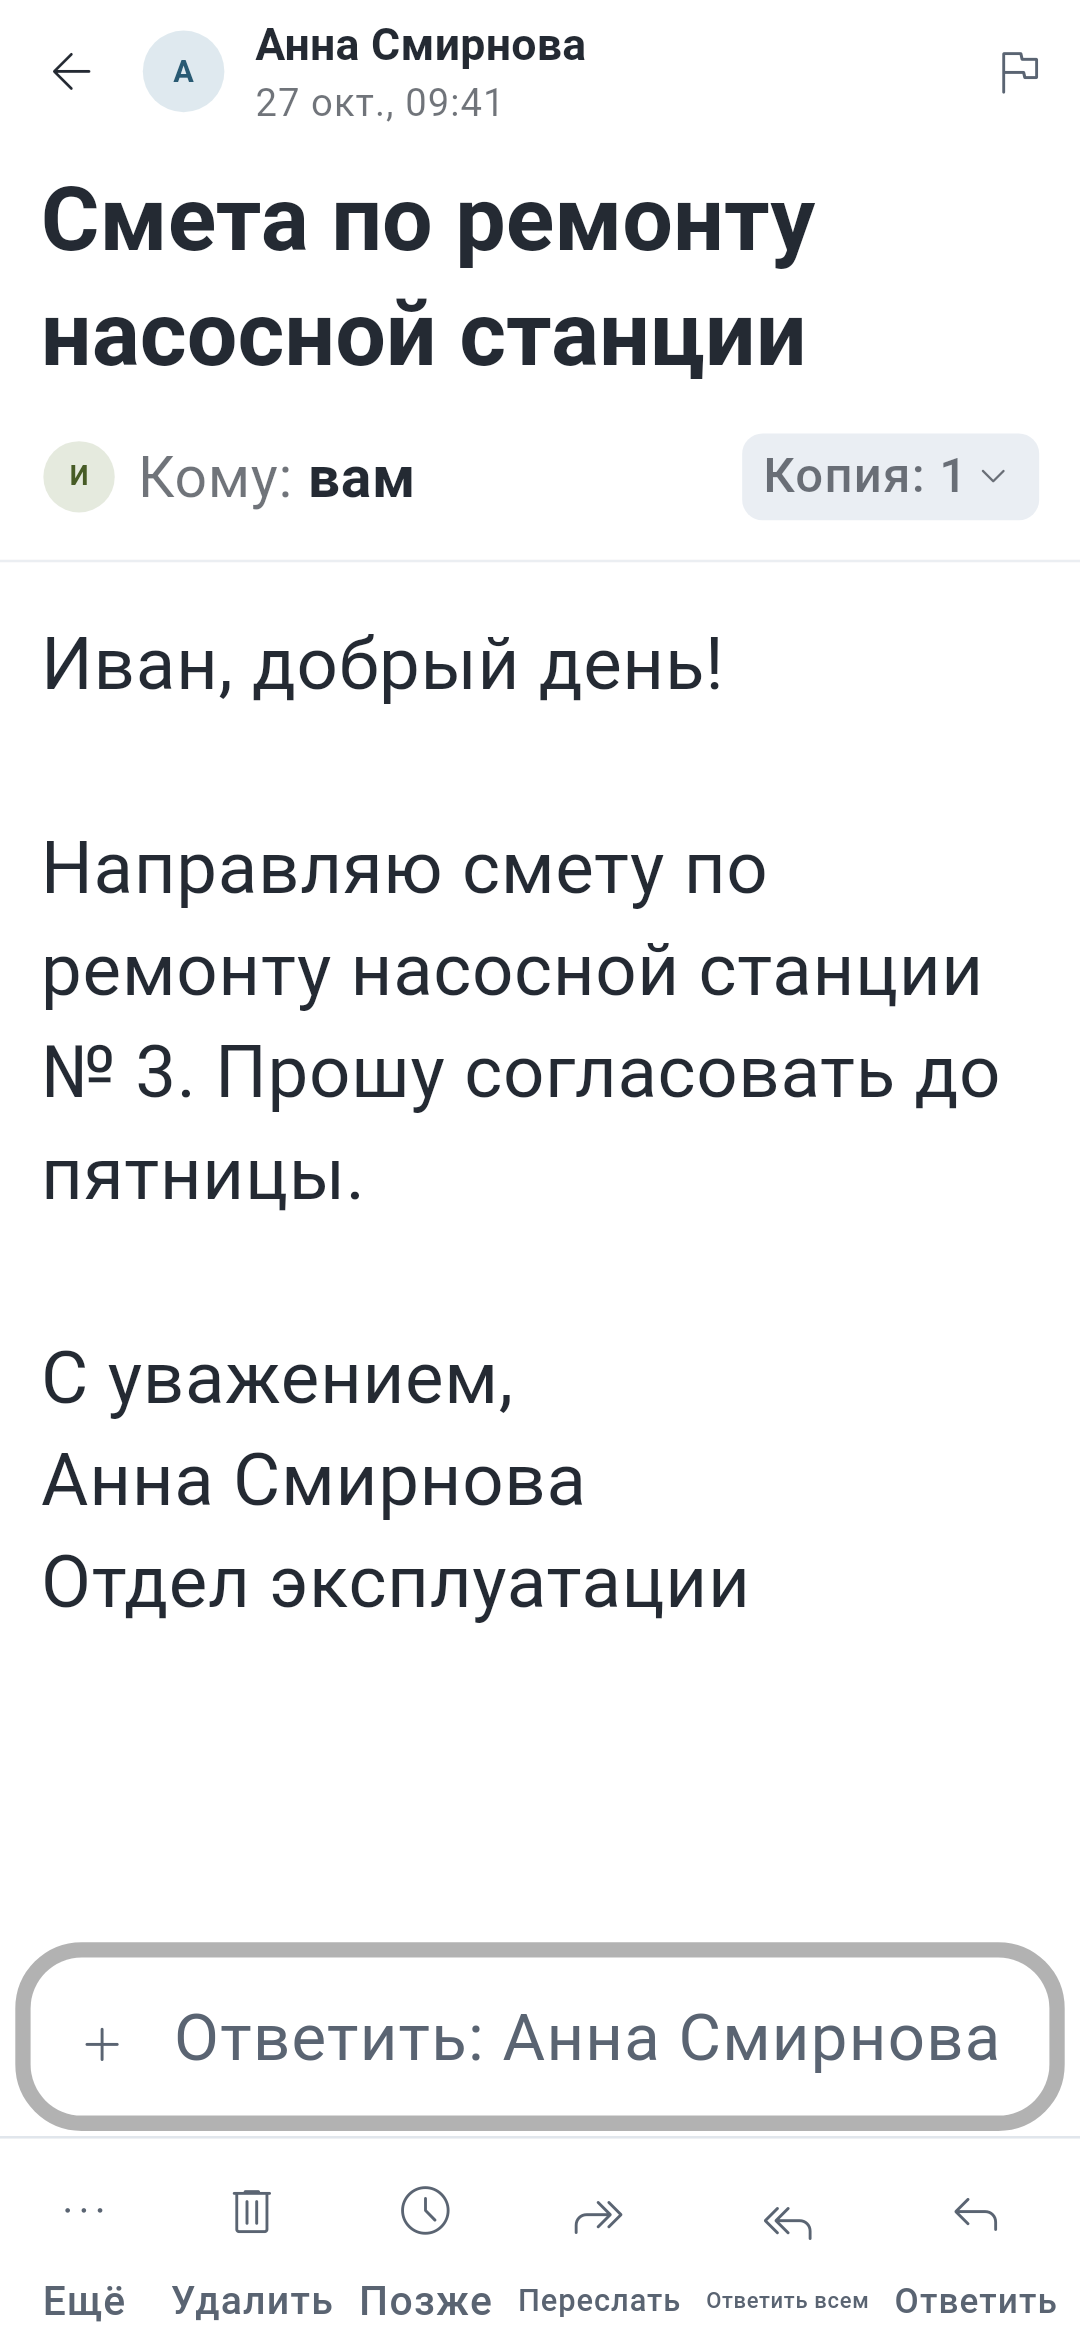 Анна Смирнова
А
27 окт., 09:41
Смета по ремонту
насосной станции
И Кому: вам Копия: 1
Иван, добрый день!
Направляю смету по
ремонту насосной станции
№ 3. Прошу согласовать до
пятницы.
С уважением,
Анна Смирнова
Отдел эксплуатации
Ответить: Анна Смирнова
Ещё Удалить Позже Переслать Ответить всем Ответить